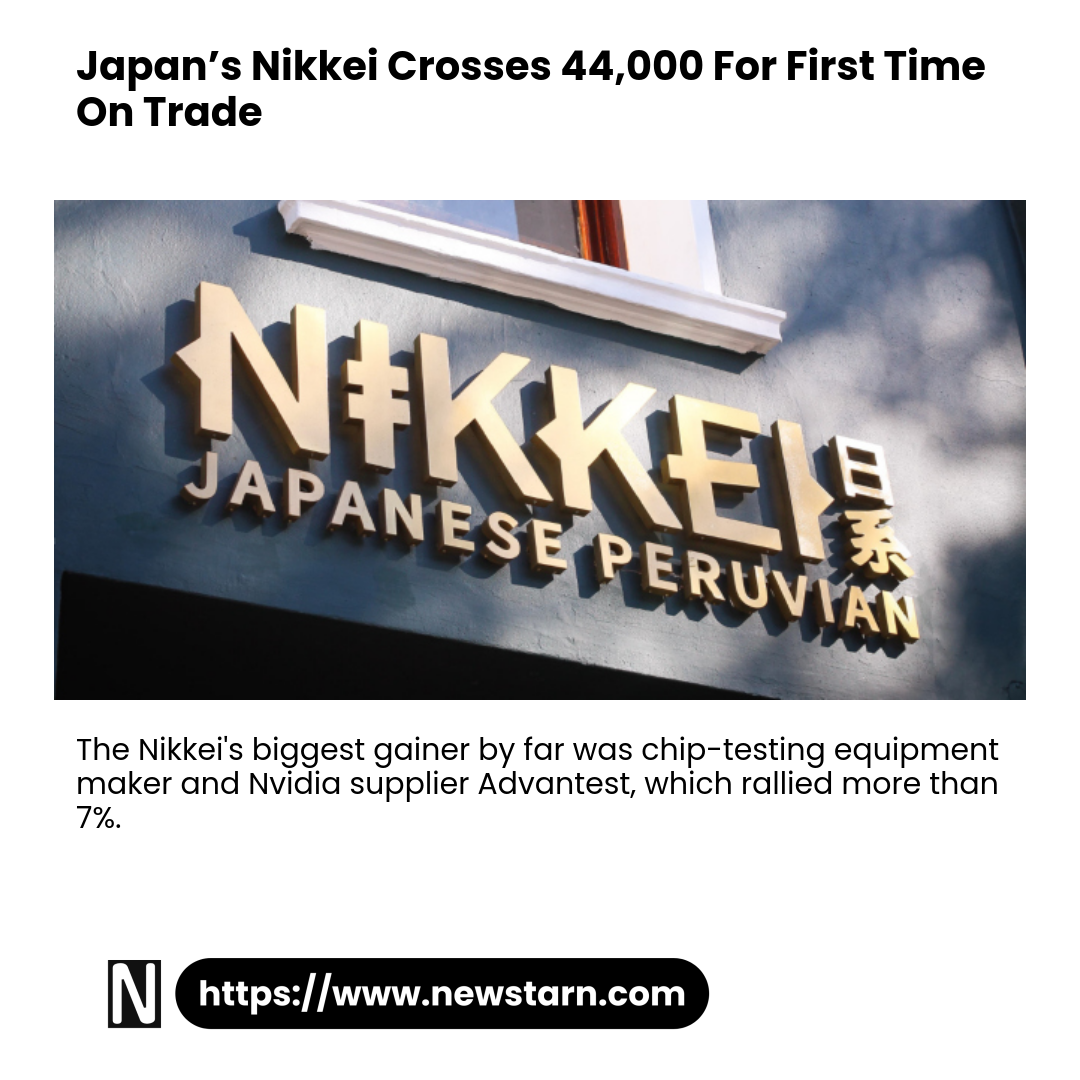 Japan’s Nikkei Crosses 44,000 For First Time
On Trade
NIKKEI
日系
JAPANESE PERUVIAN
The Nikkei's biggest gainer by far was chip-testing equipment
maker and Nvidia supplier Advantest, which rallied more than
7%.
N
https://www.newstarn.com